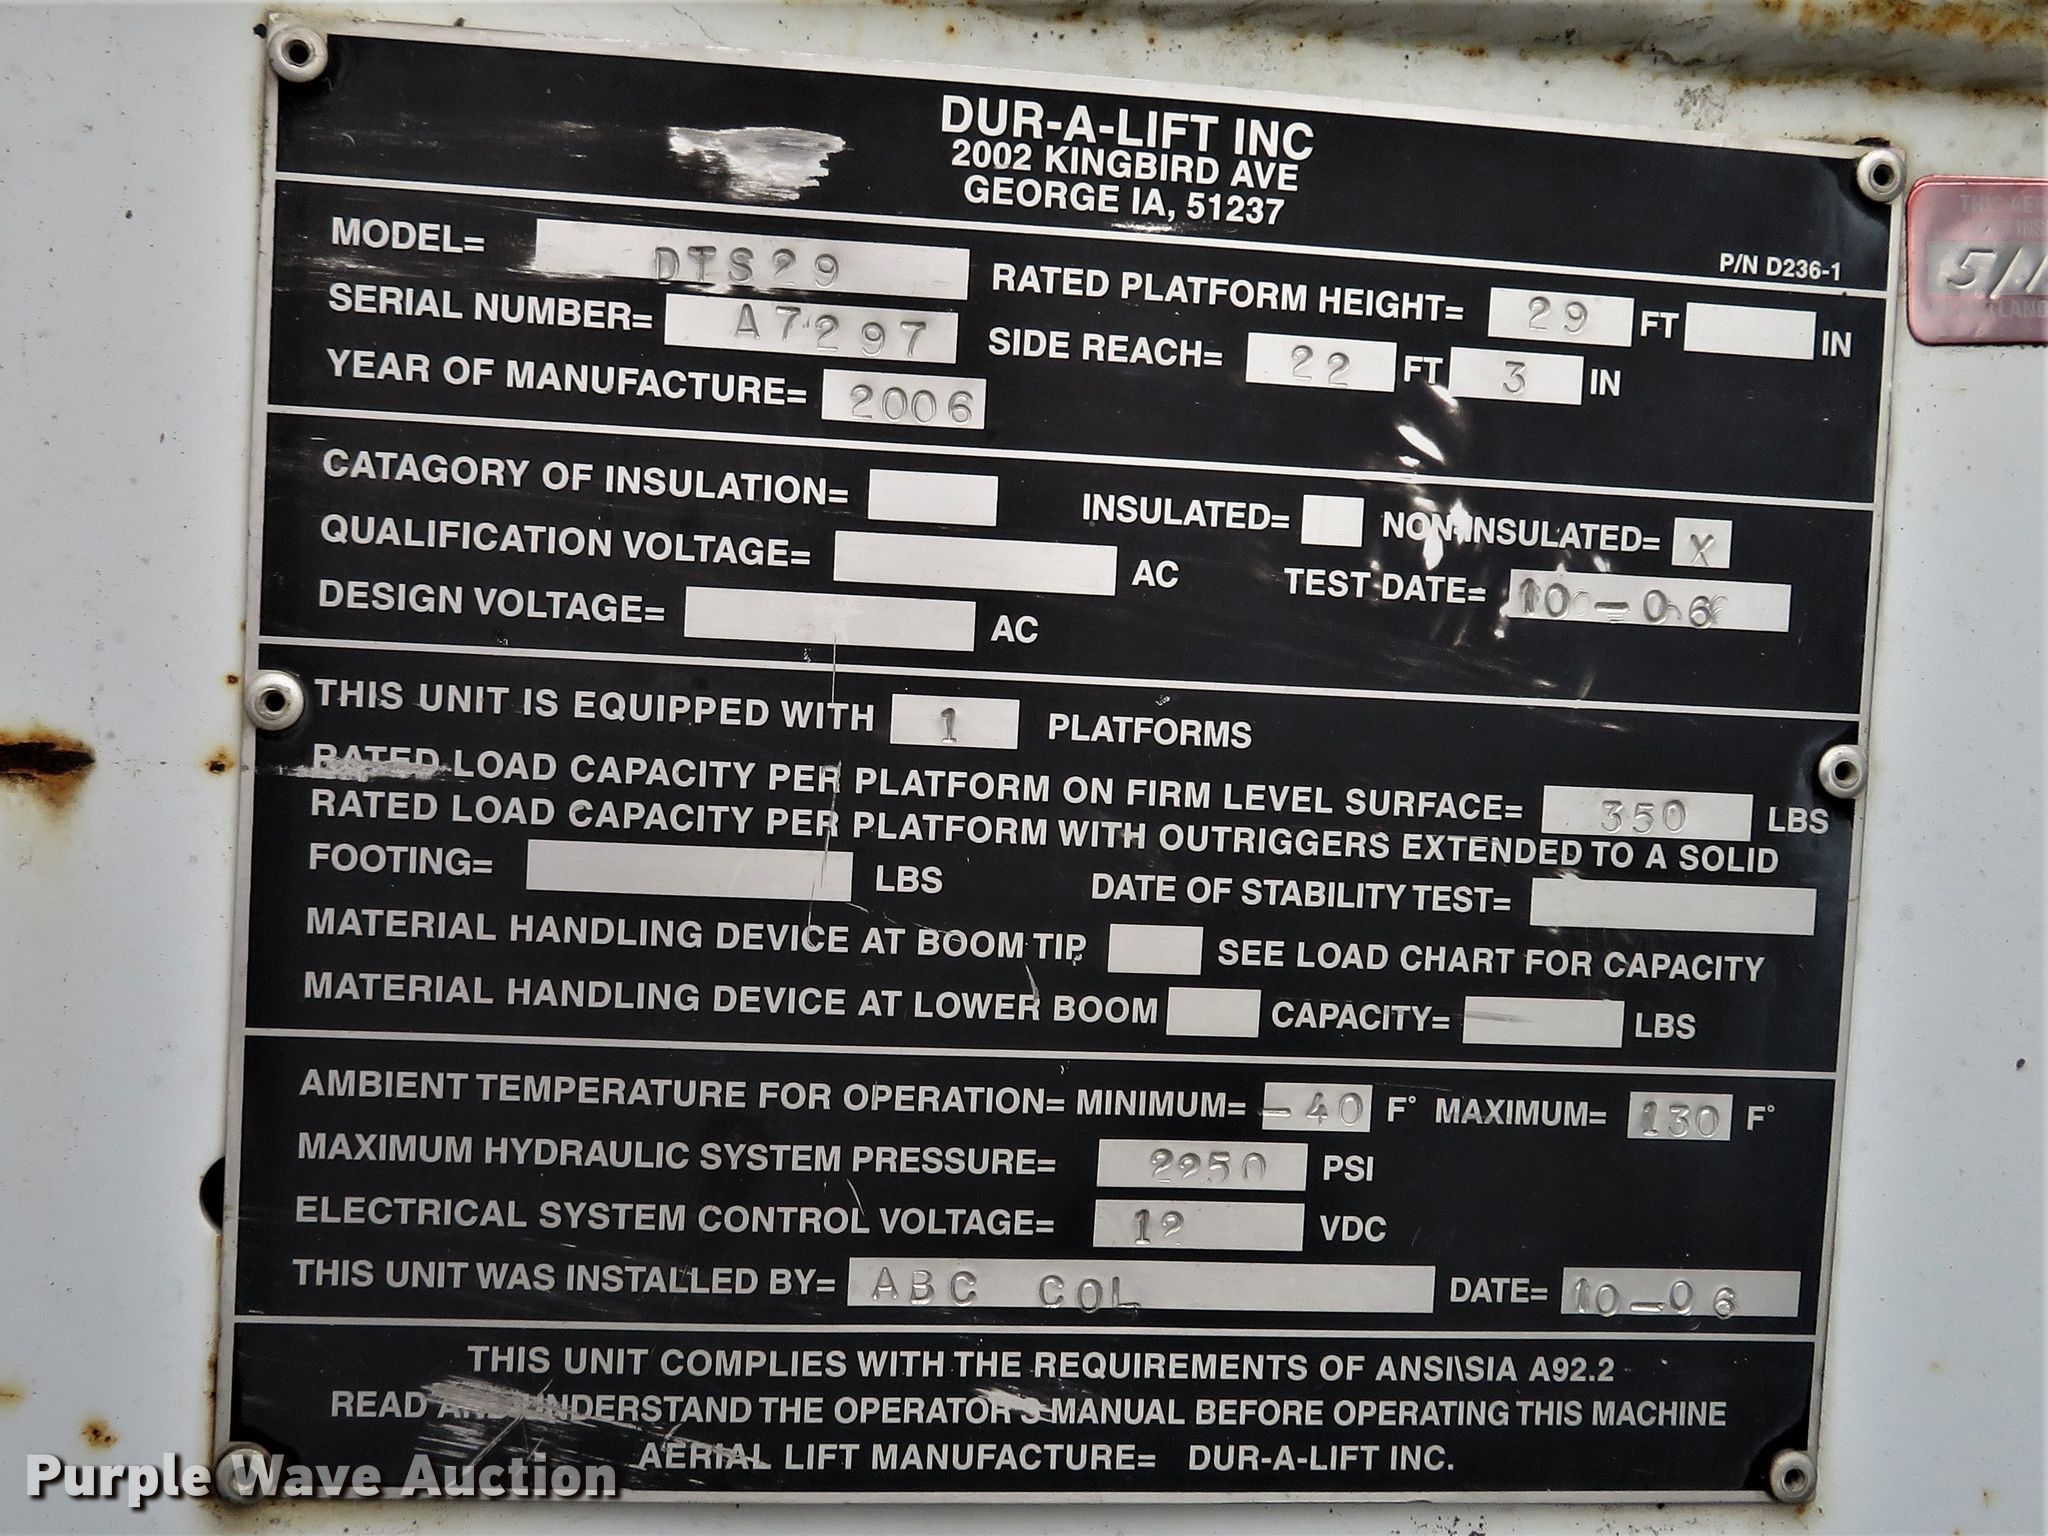 DUR-A-LIFT INC
2002 KINGBIRD AVE
GEORGE IA, 51237
P/N D236-1
MODEL= DTS29
RATED PLATFORM HEIGHT= 29 FT IN
SERIAL NUMBER= A7297
SIDE REACH= 22 FT 3 IN
YEAR OF MANUFACTURE= 2006
CATAGORY OF INSULATION=
INSULATED= NON-INSULATED= X
QUALIFICATION VOLTAGE= AC
TEST DATE= 10-06
DESIGN VOLTAGE= AC
THIS UNIT IS EQUIPPED WITH 1 PLATFORMS
RATED LOAD CAPACITY PER PLATFORM ON FIRM LEVEL SURFACE= 350 LBS
RATED LOAD CAPACITY PER PLATFORM WITH OUTRIGGERS EXTENDED TO A SOLID
FOOTING= LBS DATE OF STABILITY TEST=
MATERIAL HANDLING DEVICE AT BOOM TIP SEE LOAD CHART FOR CAPACITY
MATERIAL HANDLING DEVICE AT LOWER BOOM CAPACITY= LBS
AMBIENT TEMPERATURE FOR OPERATION= MINIMUM= -40 F° MAXIMUM= 130 F°
MAXIMUM HYDRAULIC SYSTEM PRESSURE= 2250 PSI
ELECTRICAL SYSTEM CONTROL VOLTAGE= 12 VDC
THIS UNIT WAS INSTALLED BY= ABC COL DATE= 10-06
THIS UNIT COMPLIES WITH THE REQUIREMENTS OF ANSI\SIA A92.2
READ AND UNDERSTAND THE OPERATOR'S MANUAL BEFORE OPERATING THIS MACHINE
AERIAL LIFT MANUFACTURE= DUR-A-LIFT INC.
THIS
Purple Wave Auction